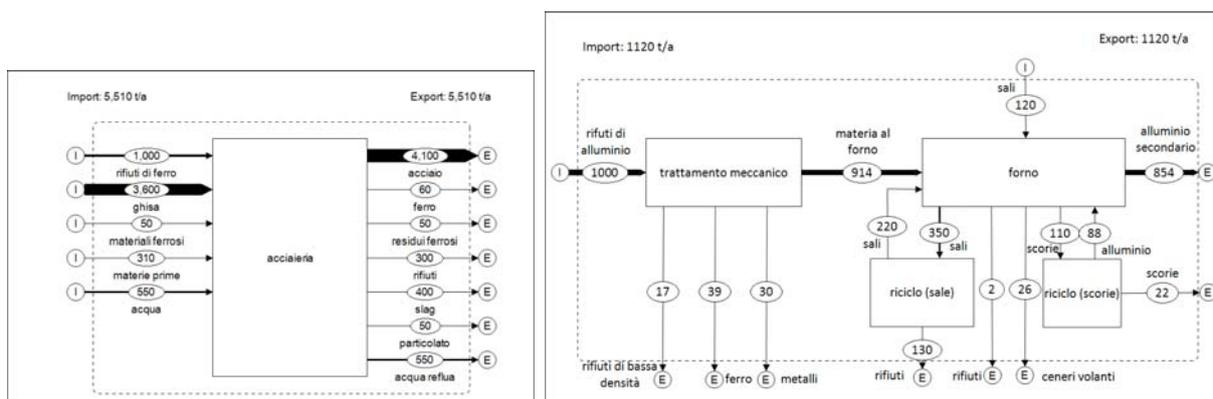 Import: 5,510 t/a
Export: 5,510 t/a
I
1,000
rifiuti di ferro
I
3,600
ghisa
I
50
materiali ferrosi
I
310
materie prime
I
550
acqua
acciaieria
4,100
E
acciaio
60
E
ferro
50
E
residui ferrosi
300
E
rifiuti
400
E
slag
50
E
particolato
550
E
acqua reflua
Import: 1120 t/a
Export: 1120 t/a
I
sali
120
rifiuti di
alluminio
I
1000
trattamento meccanico
materia al
forno
914
forno
alluminio
secondario
854
E
220
sali
350
sali
110
scorie
88
alluminio
17
39
30
riciclo (sale)
2
26
riciclo (scorie)
scorie
22
E
130
rifiuti di bassa
densità
E
E
ferro
E
metalli
rifiuti
E
rifiuti
E
E
ceneri volanti